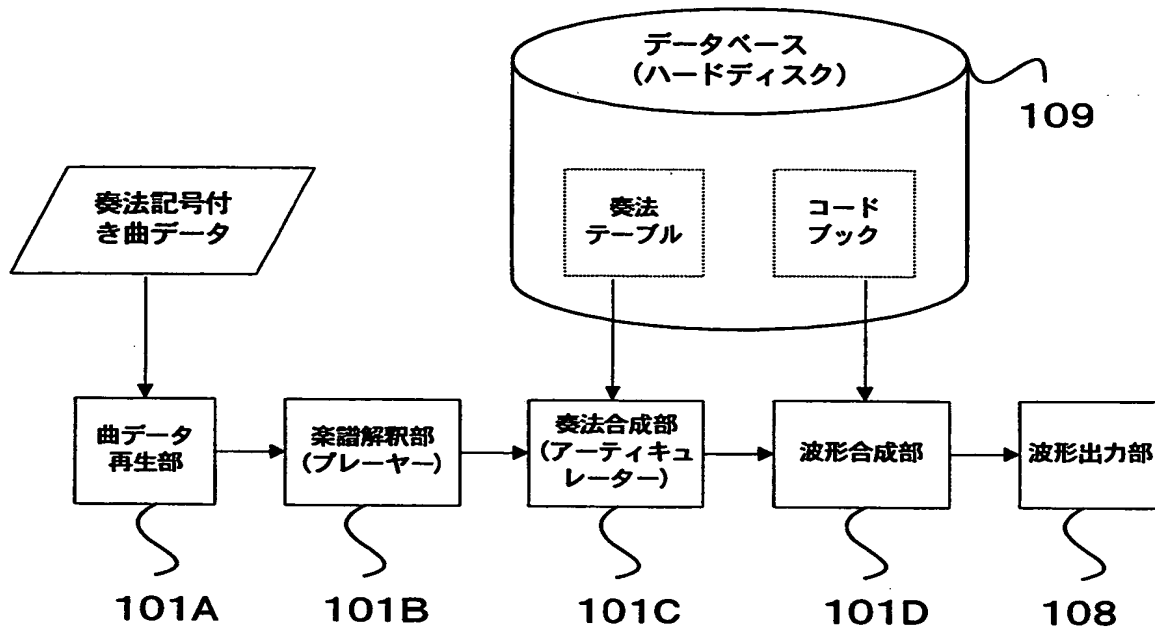 データベース
（ハードディスク）
109
奏法記号付
き曲データ
奏法
テーブル
コード
ブック
曲データ
再生部
楽譜解釈部
（プレーヤー）
奏法合成部
（アーティキュ
レーター）
波形合成部
波形出力部
101A
101B
101C
101D
108